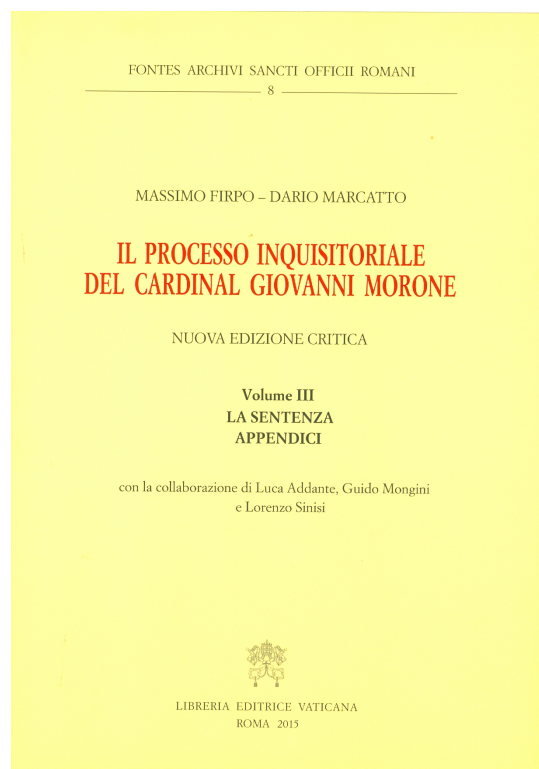 FONTES ARCHIVI SANCTI OFFICII ROMANI
8
MASSIMO FIRPO – DARIO MARCATTO
IL PROCESSO INQUISITORIALE
DEL CARDINAL GIOVANNI MORONE
NUOVA EDIZIONE CRITICA
Volume III
LA SENTENZA
APPENDICI
con la collaborazione di Luca Addante, Guido Mongini
e Lorenzo Sinisi
LIBRERIA EDITRICE VATICANA
ROMA 2015